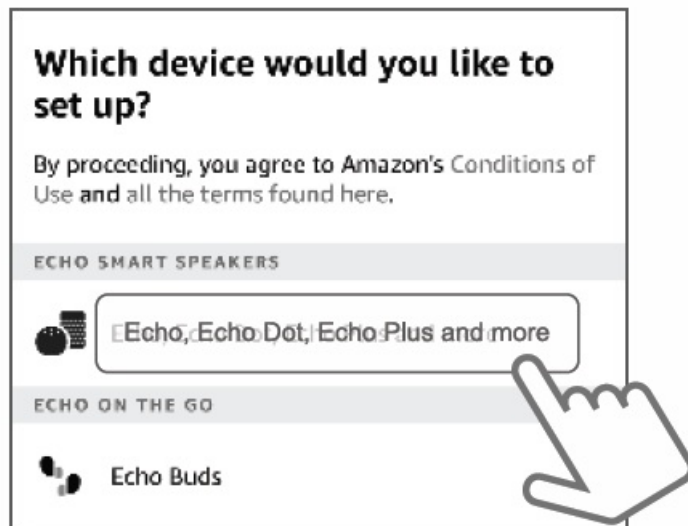 Which device would you like to
set up?
By proceeding, you agree to Amazon's Conditions of
Use and all the terms found here.
ECHO SMART SPEAKERS
Echo, Echo Dot, Echo Plus and more
ECHO ON THE GO
Echo Buds